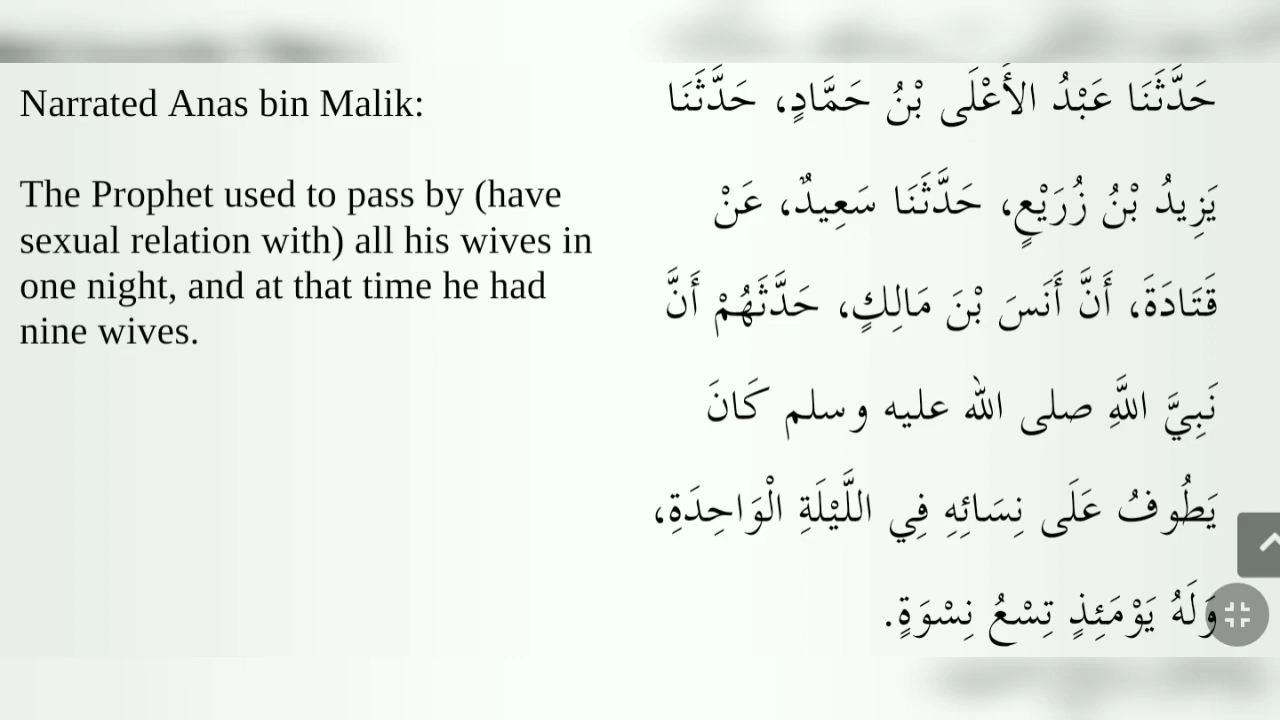 Narrated Anas bin Malik:
The Prophet used to pass by (have
sexual relation with) all his wives in
one night, and at that time he had
nine wives.
حَدَّثَنَا عَبْدُ الأَعْلَى بْنُ حَمَّادٍ، حَدَّثَنَا
يَزِيدُ بْنُ زُرَيْعٍ، حَدَّثَنَا سَعِيدٌ، عَنْ
قَتَادَةَ، أَنَّ أَنَسَ بْنَ مَالِكٍ، حَدَّثَهُمْ أَنَّ
نَبِيَّ اللَّهِ صلى الله عليه وسلم كَانَ
يَطُوفُ عَلَى نِسَائِهِ فِي اللَّيْلَةِ الْوَاحِدَةِ،
وَلَهُ يَوْمَئِذٍ تِسْعُ نِسْوَةٍ.